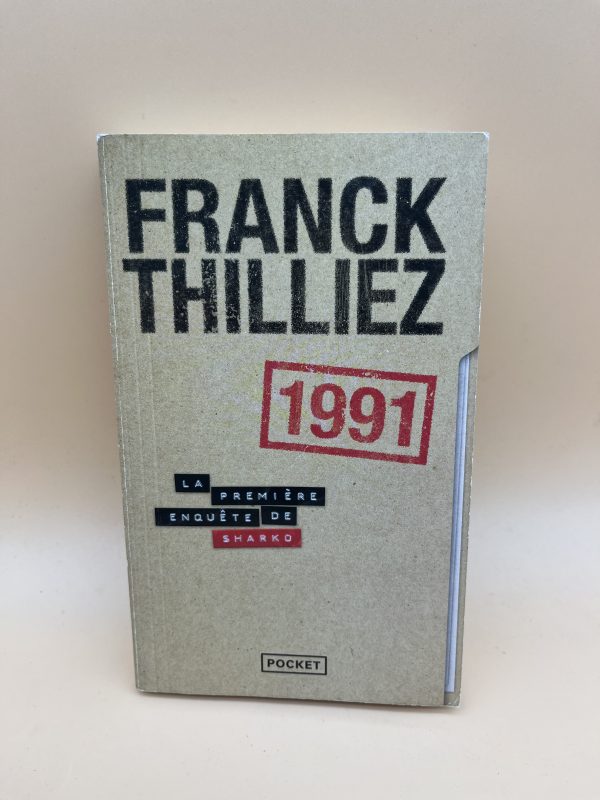 FRANCK
THILLIEZ
1991
LA
PREMIÈRE
ENQUÊTE DE
SHARKO
POCKET